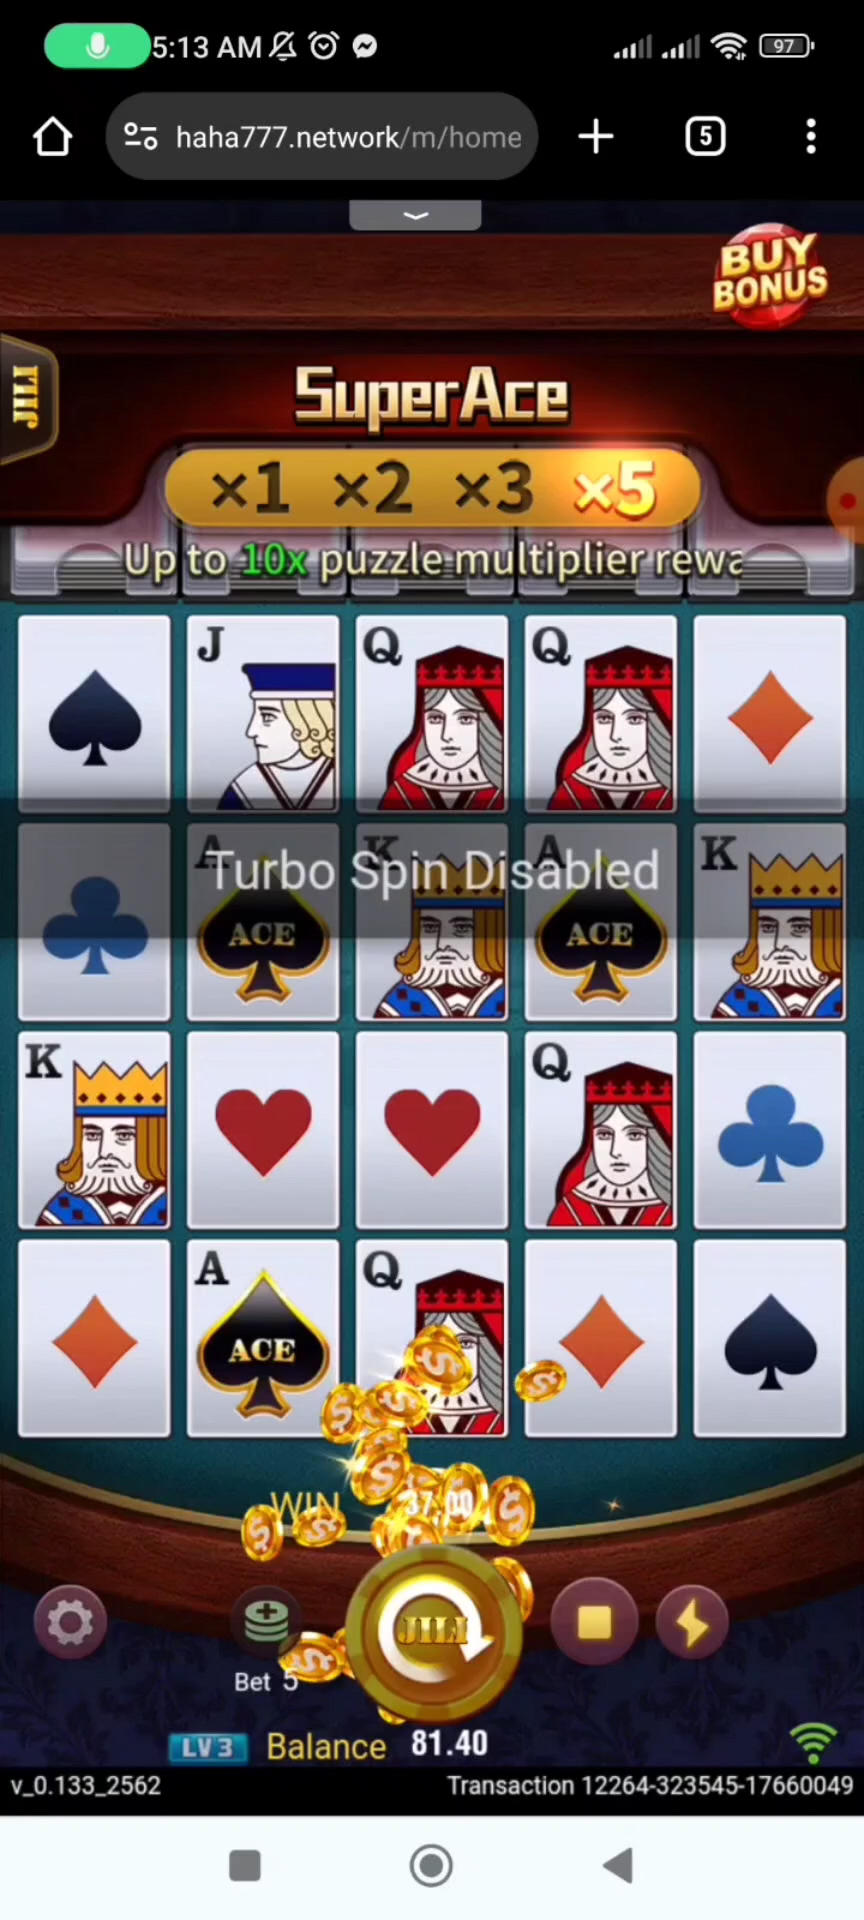 5:13 AM
97
haha777.network/m/home
5
BUY
BONUS
JILI
SuperAce
×1 ×2 ×3 ×5
Up to 10x puzzle multiplier rewa
J Q Q
Turbo Spin Disabled
A K A K
ACE ACE
K Q
A Q
ACE
WIN 37.00
JILI
Bet 5
LV3 Balance 81.40
v_0.133_2562 Transaction 12264-323545-17660049